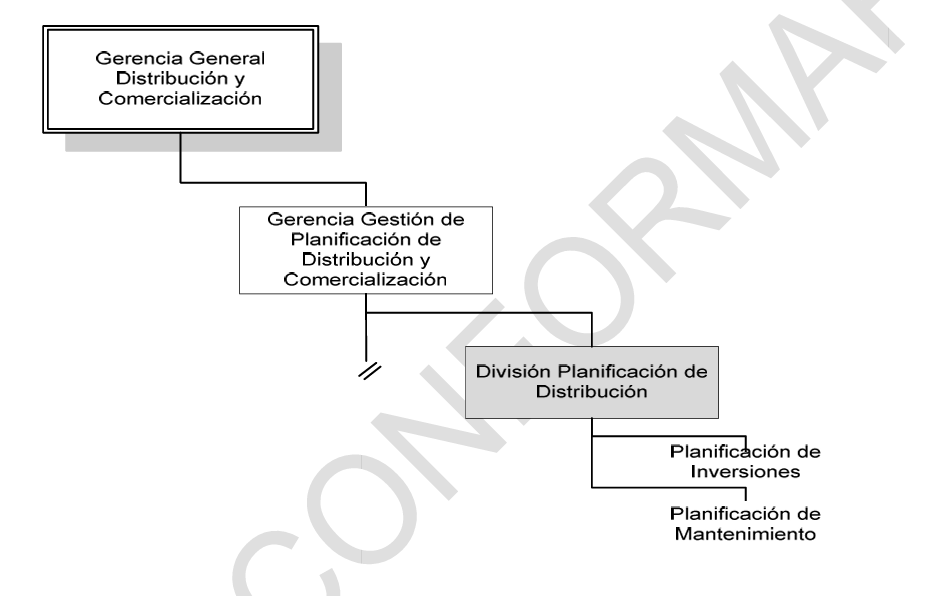 Gerencia General
Distribución y
Comercialización
Gerencia Gestión de
Planificación de
Distribución y
Comercialización
División Planificación de
Distribución
Planificación de
Inversiones
Planificación de
Mantenimiento